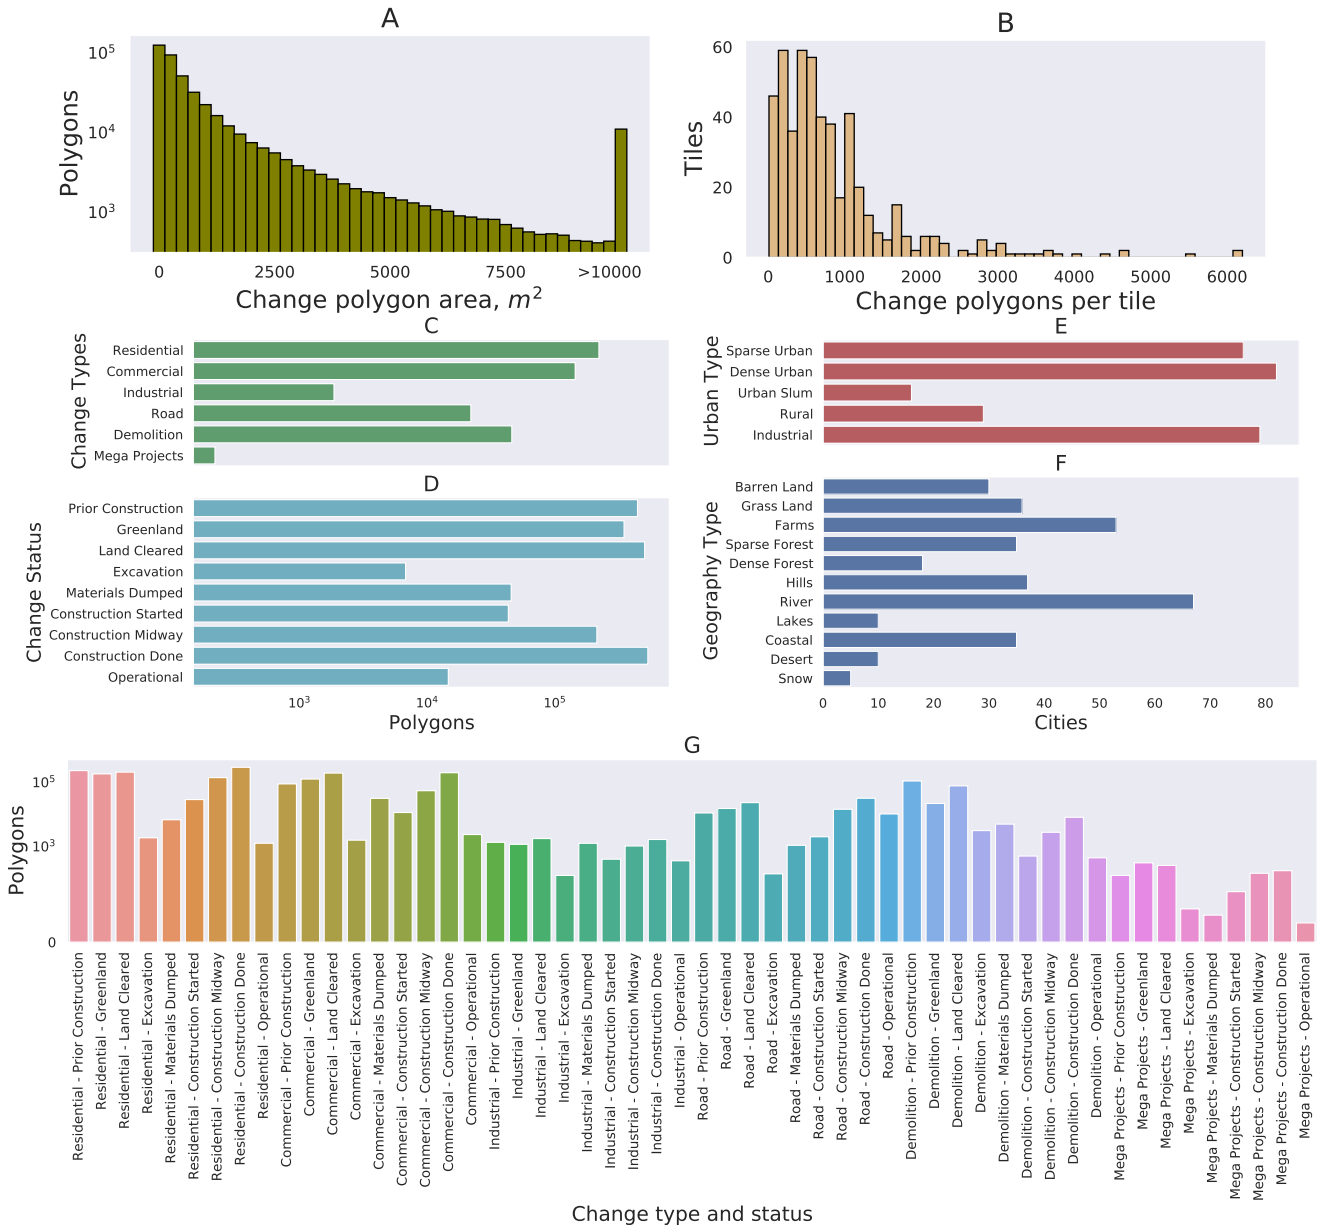 A
Polygons
10^5
10^4
10^3
0 2500 5000 7500 >10000
Change polygon area, m^2
B
Tiles
60
40
20
0
0 1000 2000 3000 4000 5000 6000
Change polygons per tile
C
Change Types
Residential
Commercial
Industrial
Road
Demolition
Mega Projects
D
Change Status
Prior Construction
Greenland
Land Cleared
Excavation
Materials Dumped
Construction Started
Construction Midway
Construction Done
Operational
10^3 10^4 10^5
Polygons
E
Urban Type
Sparse Urban
Dense Urban
Urban Slum
Rural
Industrial
F
Geography Type
Barren Land
Grass Land
Farms
Sparse Forest
Dense Forest
Hills
River
Lakes
Coastal
Desert
Snow
0 10 20 30 40 50 60 70 80
Cities
G
Polygons
10^5
10^3
0
Residential - Prior Construction
Residential - Greenland
Residential - Land Cleared
Residential - Excavation
Residential - Materials Dumped
Residential - Construction Started
Residential - Construction Midway
Residential - Construction Done
Residential - Operational
Commercial - Prior Construction
Commercial - Greenland
Commercial - Land Cleared
Commercial - Excavation
Commercial - Materials Dumped
Commercial - Construction Started
Commercial - Construction Midway
Commercial - Construction Done
Commercial - Operational
Industrial - Prior Construction
Industrial - Greenland
Industrial - Land Cleared
Industrial - Excavation
Industrial - Materials Dumped
Industrial - Construction Started
Industrial - Construction Midway
Industrial - Construction Done
Industrial - Operational
Road - Prior Construction
Road - Greenland
Road - Land Cleared
Road - Excavation
Road - Materials Dumped
Road - Construction Started
Road - Construction Midway
Road - Construction Done
Road - Operational
Demolition - Prior Construction
Demolition - Greenland
Demolition - Land Cleared
Demolition - Excavation
Demolition - Materials Dumped
Demolition - Construction Started
Demolition - Construction Midway
Demolition - Construction Done
Demolition - Operational
Mega Projects - Prior Construction
Mega Projects - Greenland
Mega Projects - Land Cleared
Mega Projects - Excavation
Mega Projects - Materials Dumped
Mega Projects - Construction Started
Mega Projects - Construction Midway
Mega Projects - Construction Done
Mega Projects - Operational
Change type and status